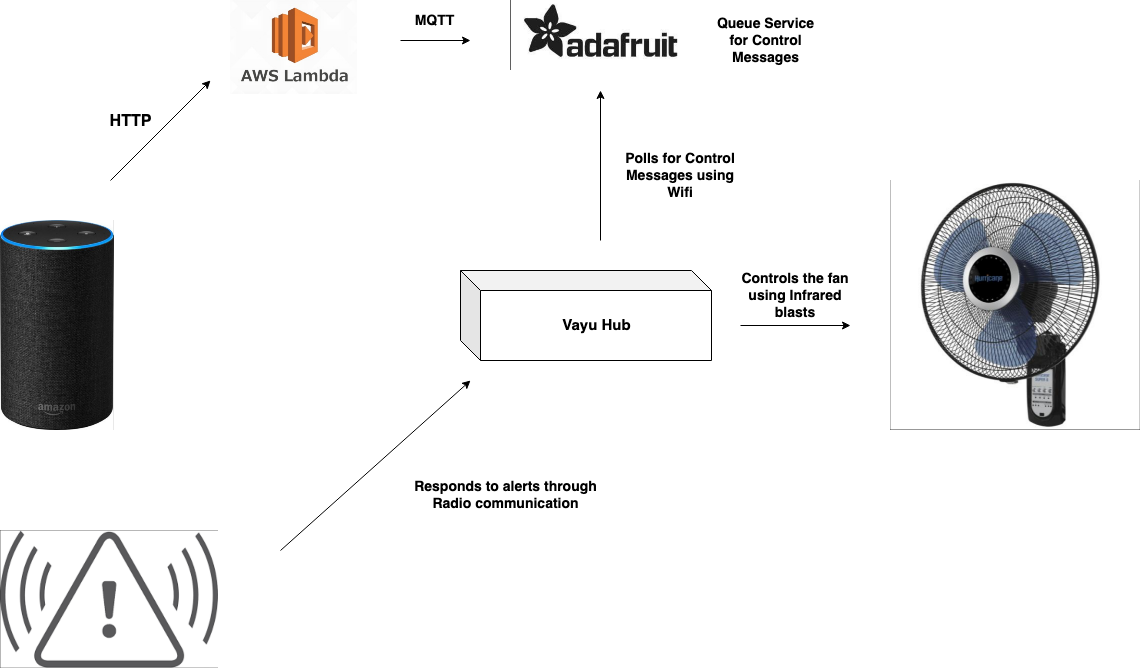 MQTT
adafruit
Queue Service
for Control
Messages
AWS Lambda
HTTP
Polls for Control
Messages using
Wifi
Controls the fan
using Infrared
blasts
Hurricane
Vayu Hub
amazon
Responds to alerts through
Radio communication
!